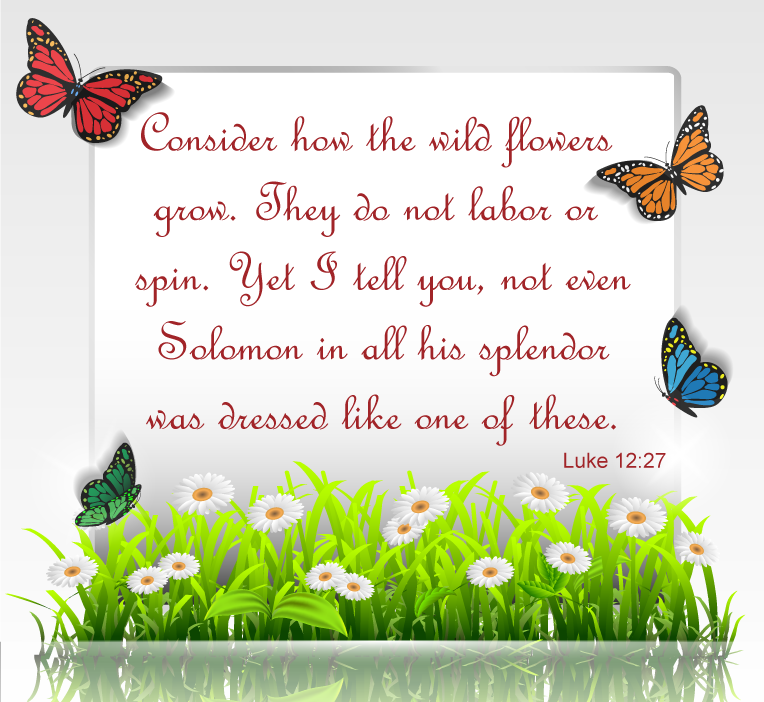 Consider how the wild flowers
grow. They do not labor or
spin. Yet I tell you, not even
Solomon in all his splendor
was dressed like one of these.
Luke 12:27